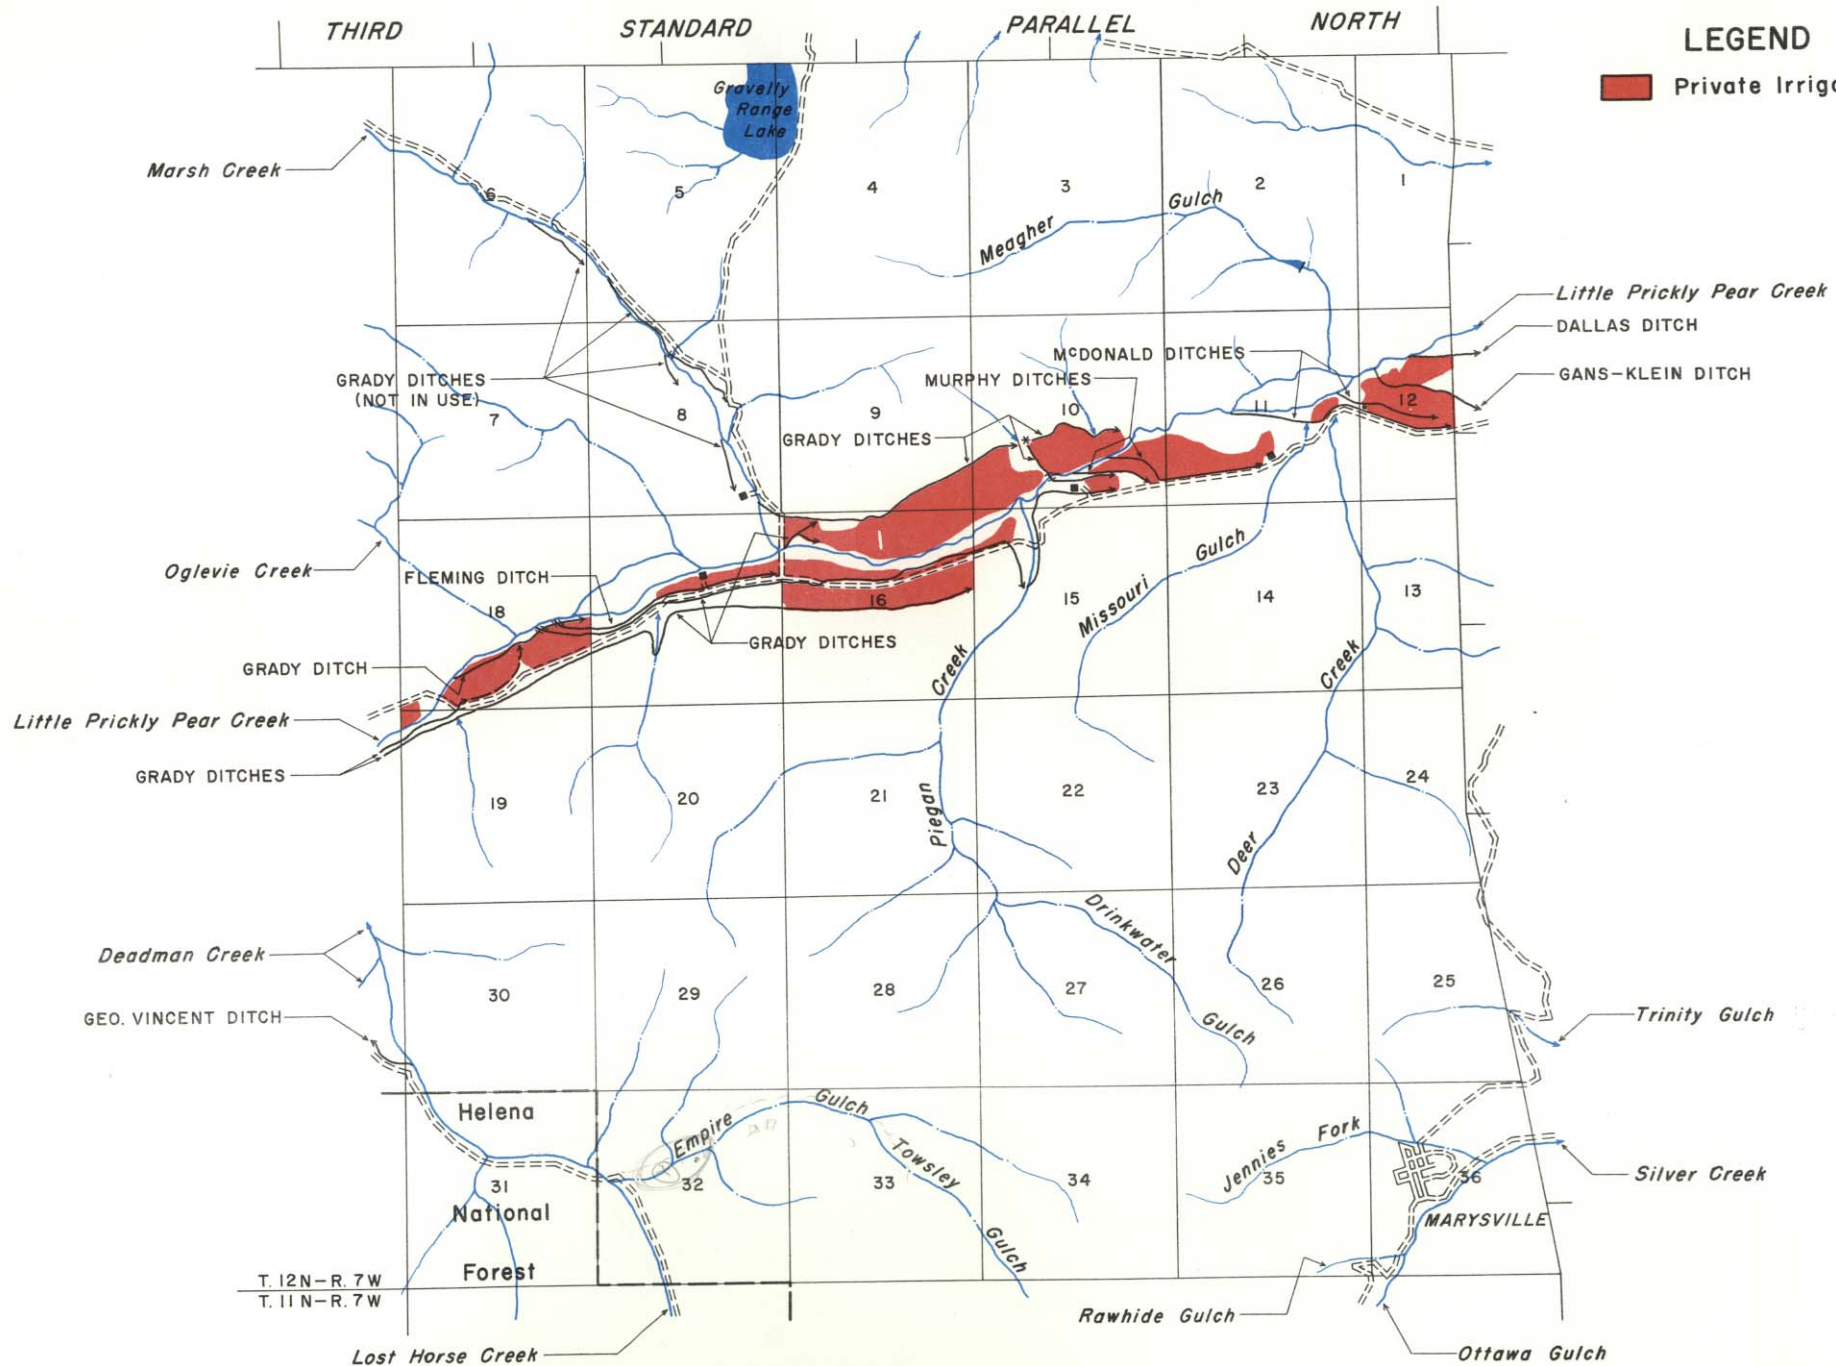 THIRD STANDARD PARALLEL NORTH
LEGEND
Private Irriga
Gravelly
Range
Lake
Marsh Creek
6
5
4
3
2
1
Meagher Gulch
Little Prickly Pear Creek
DALLAS DITCH
McDONALD DITCHES
GANS-KLEIN DITCH
GRADY DITCHES
(NOT IN USE)
MURPHY DITCHES
7
8
9
10
11
12
GRADY DITCHES
*
Oglevie Creek
FLEMING DITCH
18
1
16
15
Missouri Gulch
14
13
GRADY DITCHES
GRADY DITCH
Little Prickly Pear Creek
GRADY DITCHES
19
20
21
Piegan Creek
22
23
Deer Creek
24
Deadman Creek
30
29
28
27
Drinkwater Gulch
26
25
GEO. VINCENT DITCH
Trinity Gulch
Helena
National
Forest
31
32
Empire Gulch
33
Towsley Gulch
34
Jennies Fork
35
36
Silver Creek
MARYSVILLE
T. 12N-R. 7W
T. 11N-R. 7W
Rawhide Gulch
Lost Horse Creek
Ottawa Gulch